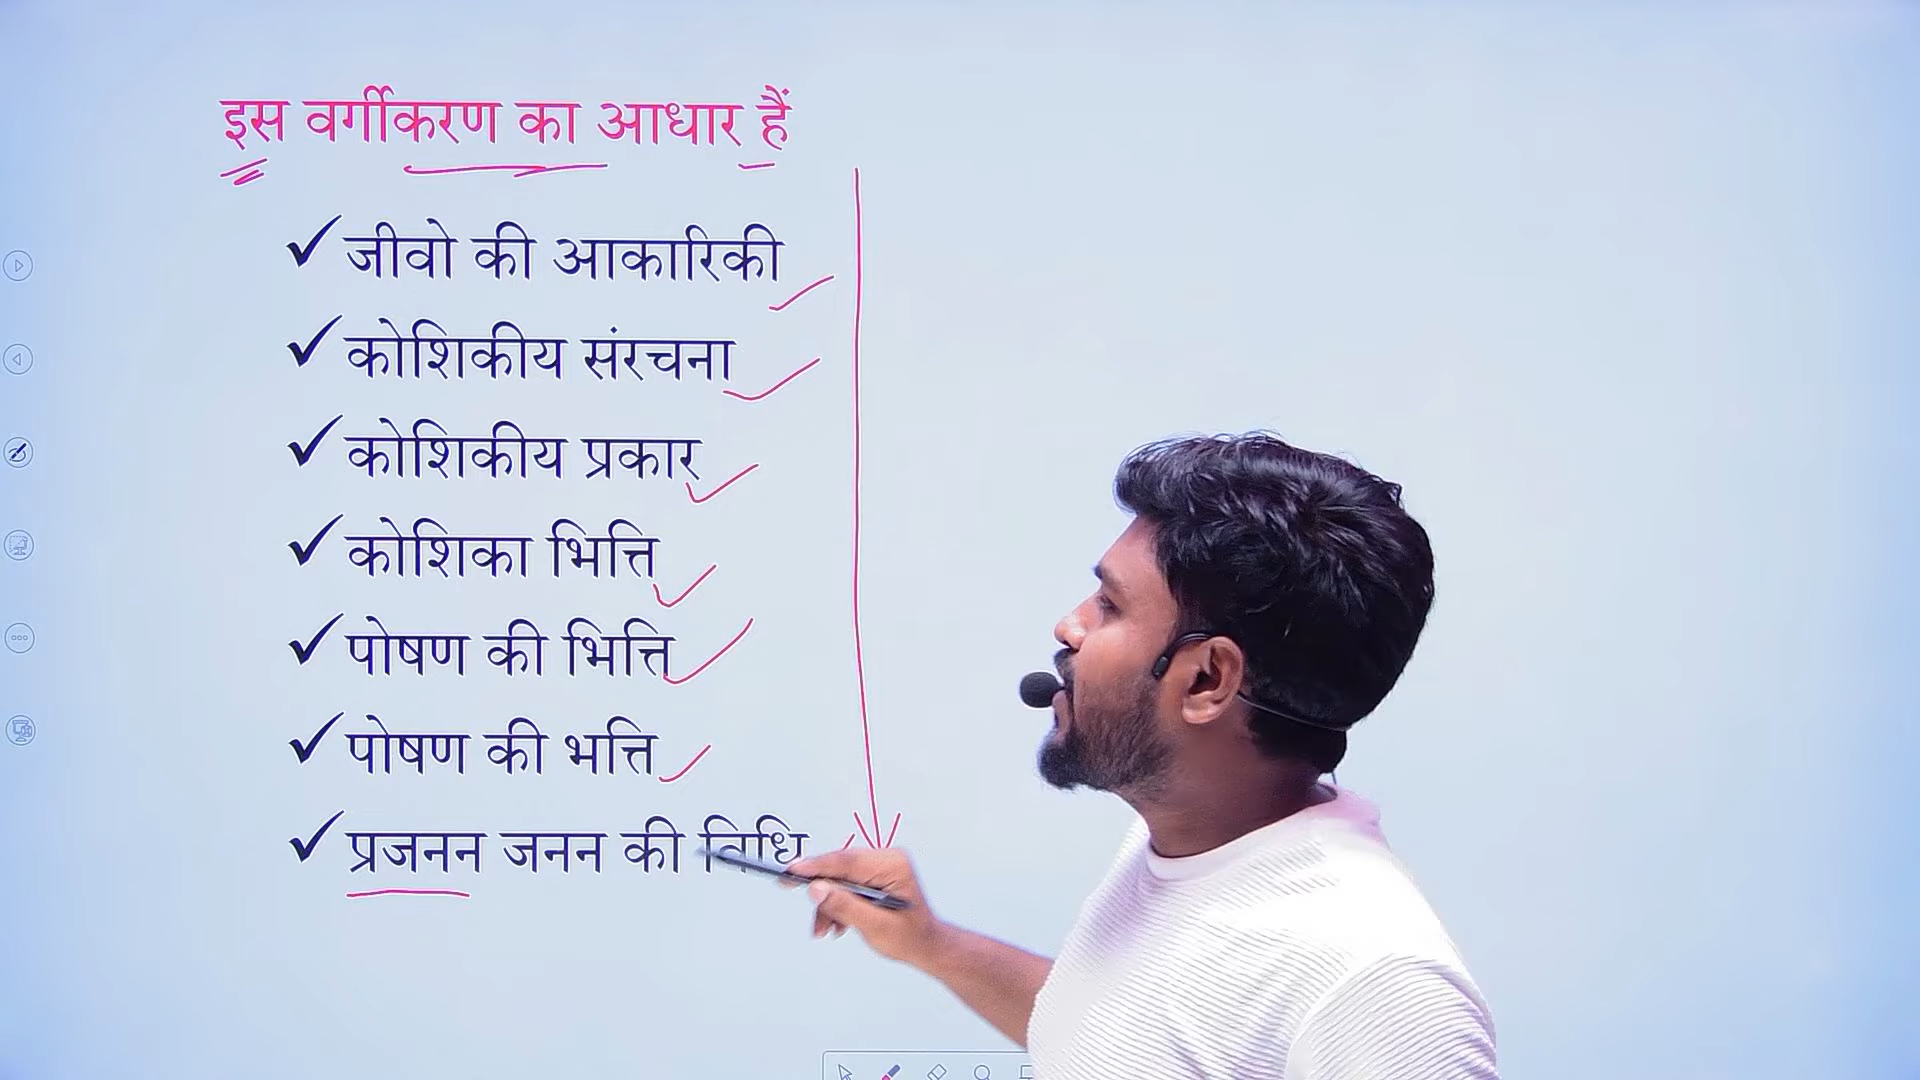 इस वर्गीकरण का आधार हैं
जीवो की आकारिकी
कोशिकीय संरचना
कोशिकीय प्रकार
कोशिका भित्ति
पोषण की भित्ति
पोषण की भत्ति
प्रजनन जनन की विधि